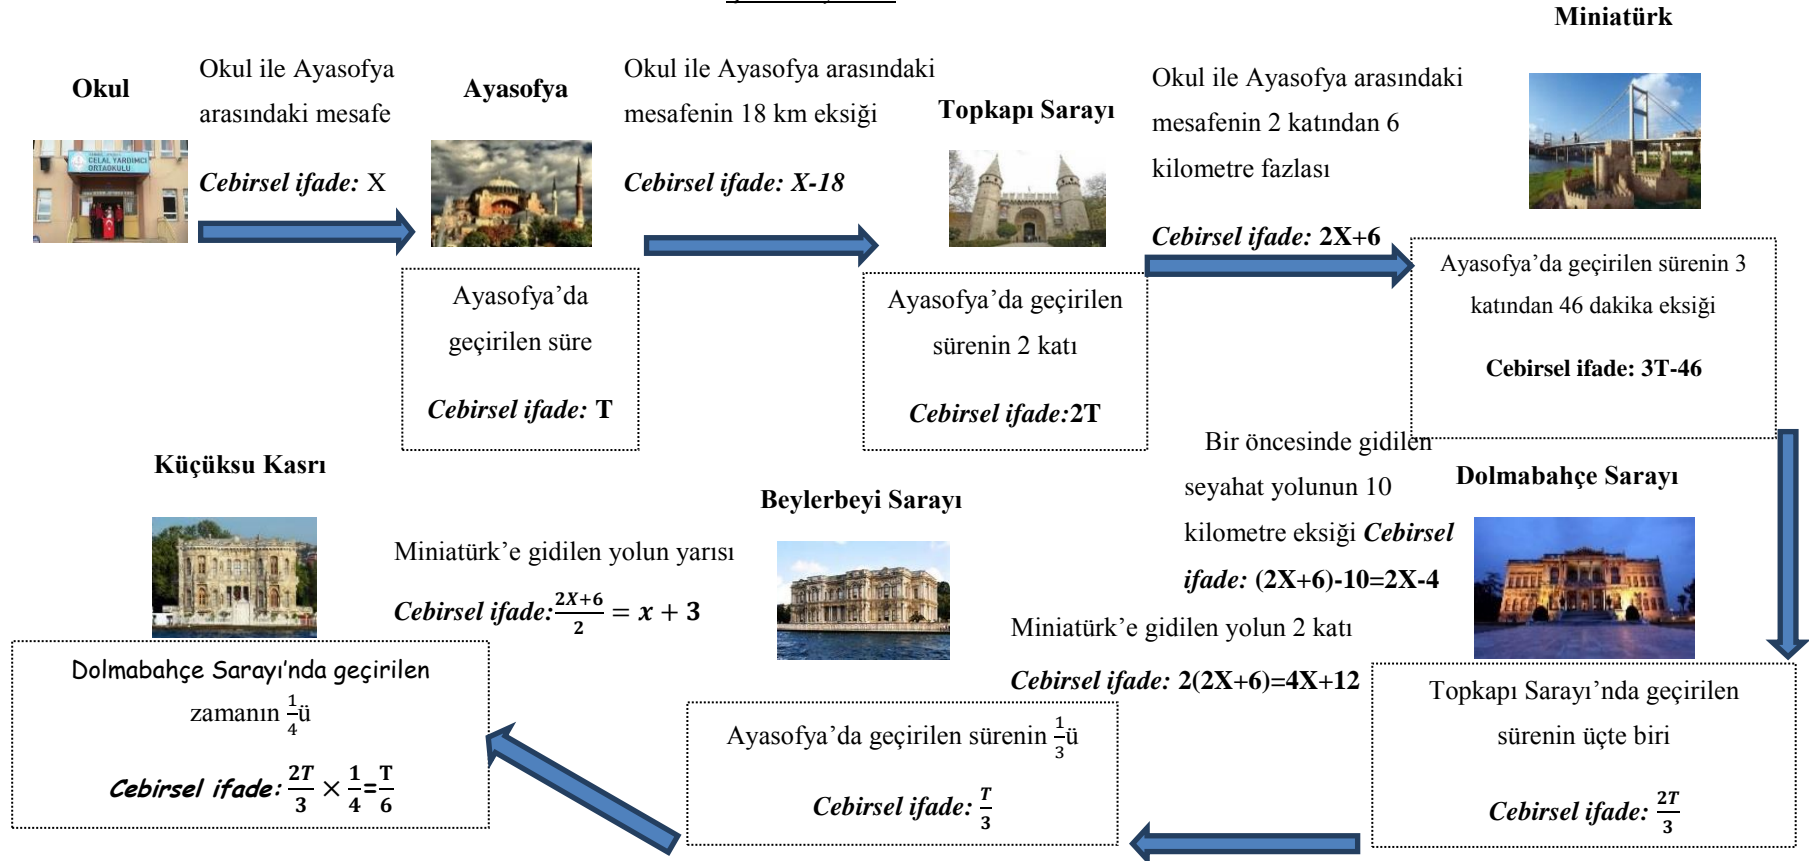 Miniatürk
Okul
Okul ile Ayasofya
arasındaki mesafe
Cebirsel ifade: X
CELAL YARDIMCI
ORTAOKULU
Ayasofya
Okul ile Ayasofya arasındaki
mesafenin 18 km eksiği
Cebirsel ifade: X-18
Topkapı Sarayı
Okul ile Ayasofya arasındaki
mesafenin 2 katından 6
kilometre fazlası
Cebirsel ifade: 2X+6
Ayasofya’da
geçirilen süre
Cebirsel ifade: T
Ayasofya’da geçirilen
sürenin 2 katı
Cebirsel ifade:2T
Ayasofya’da geçirilen sürenin 3
katından 46 dakika eksiği
Cebirsel ifade: 3T-46
Bir öncesinde gidilen
seyahat yolunun 10
kilometre eksiği Cebirsel
ifade: (2X+6)-10=2X-4
Dolmabahçe Sarayı
Topkapı Sarayı’nda geçirilen
sürenin üçte biri
Cebirsel ifade: 2T/3
Miniatürk’e gidilen yolun 2 katı
Cebirsel ifade: 2(2X+6)=4X+12
Beylerbeyi Sarayı
Ayasofya’da geçirilen sürenin 1/3ü
Cebirsel ifade: T/3
Miniatürk’e gidilen yolun yarısı
Cebirsel ifade:2X+6/2 = x + 3
Küçüksu Kasrı
Dolmabahçe Sarayı’nda geçirilen
zamanın 1/4ü
Cebirsel ifade: 2T/3 × 1/4=T/6